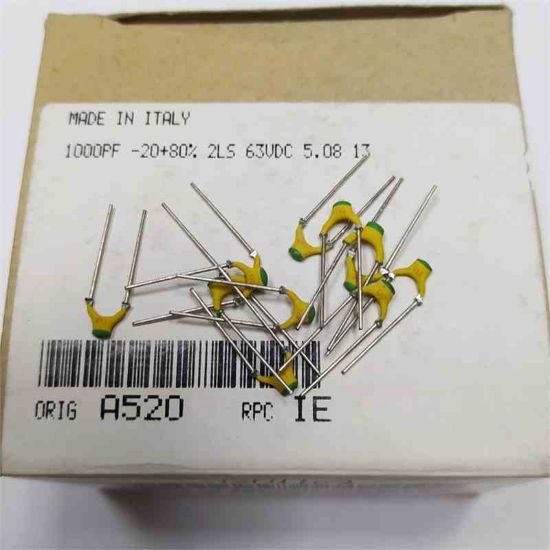 MADE IN ITALY
1000PF -20+80% 2LS 63VDC 5.08 13
ORIG A520 RPC IE